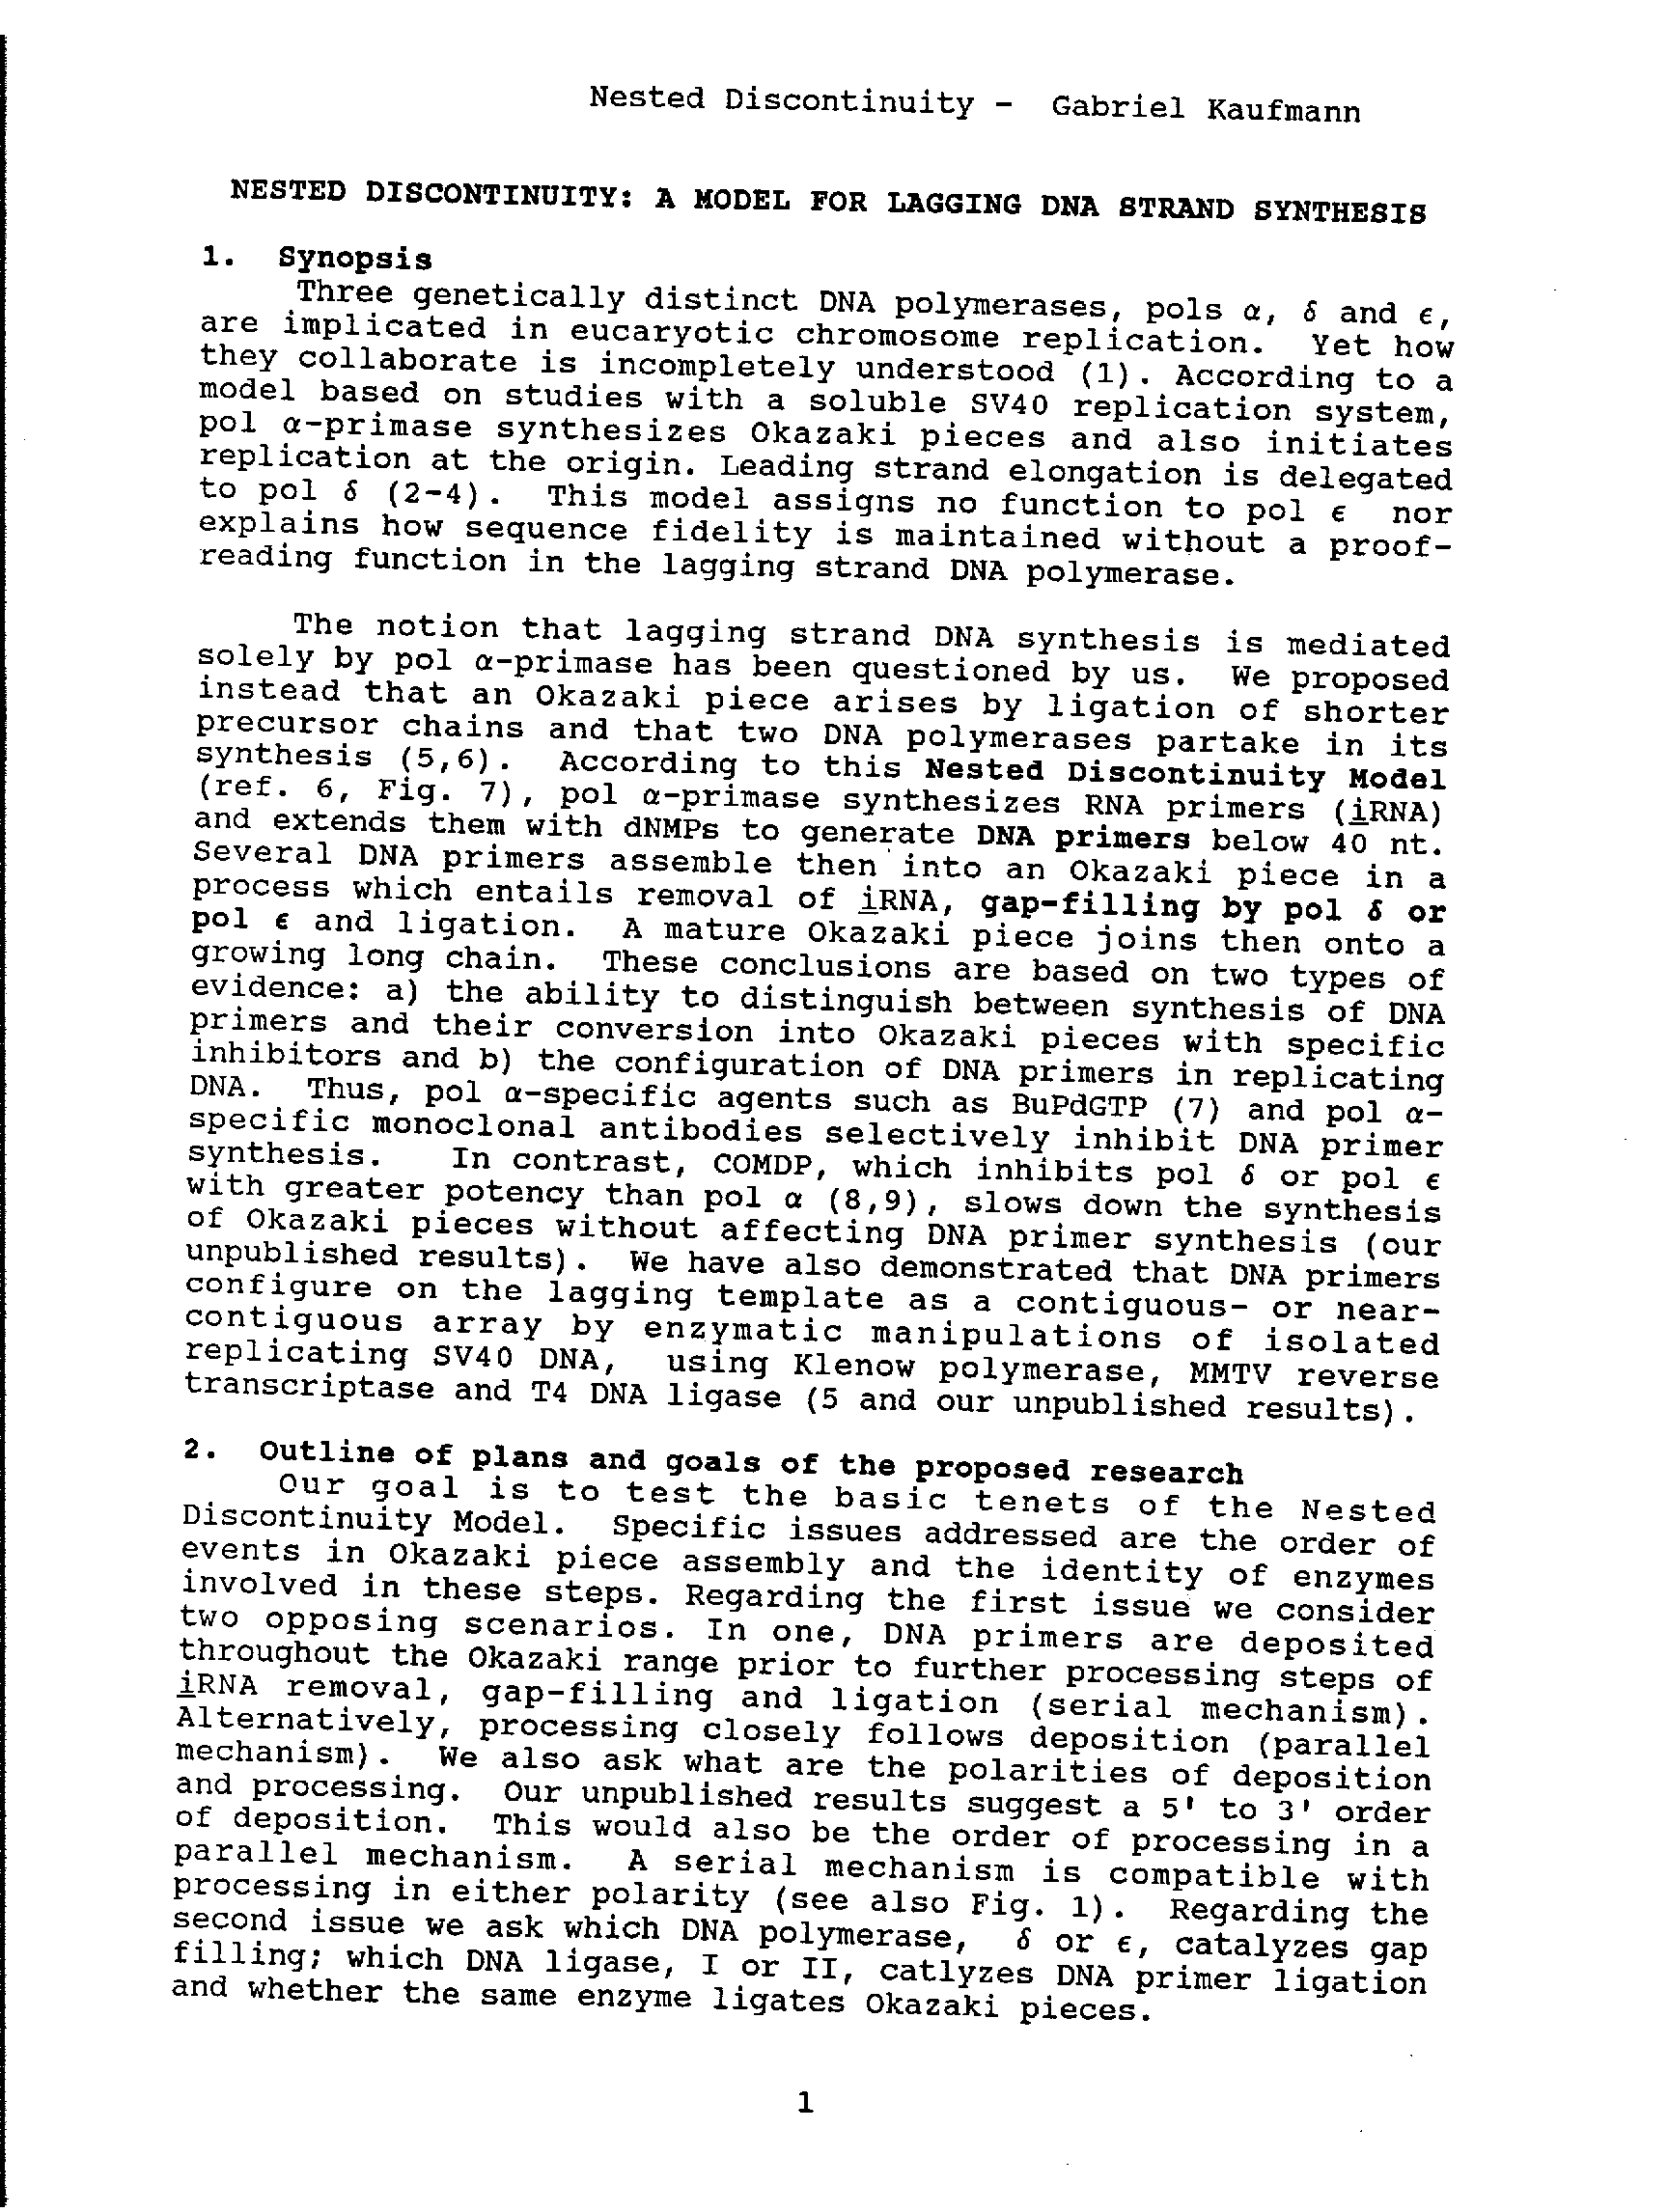 Nested Discontinuity - Gabriel Kaufmann
NESTED DISCONTINUITY: A MODEL FOR LAGGING DNA STRAND SYNTHESIS
1. Synopsis
Three genetically distinct DNA polymerases, pols α, δ and ϵ,
are implicated in eucaryotic chromosome replication. Yet how
they collaborate is incompletely understood (1). According to a
model based on studies with a soluble SV40 replication system,
pol α-primase synthesizes Okazaki pieces and also initiates
replication at the origin. Leading strand elongation is delegated
to pol δ (2-4). This model assigns no function to pol ϵ nor
explains how sequence fidelity is maintained without a proof-
reading function in the lagging strand DNA polymerase.
The notion that lagging strand DNA synthesis is mediated
solely by pol α-primase has been questioned by us. We proposed
instead that an Okazaki piece arises by ligation of shorter
precursor chains and that two DNA polymerases partake in its
synthesis (5,6). According to this Nested Discontinuity Model
(ref. 6, Fig. 7), pol α-primase synthesizes RNA primers (iRNA)
and extends them with dNMPs to generate DNA primers below 40 nt.
Several DNA primers assemble then into an Okazaki piece in a
process which entails removal of iRNA, gap-filling by pol δ or
pol ϵ and ligation. A mature Okazaki piece joins then onto a
growing long chain. These conclusions are based on two types of
evidence: a) the ability to distinguish between synthesis of DNA
primers and their conversion into Okazaki pieces with specific
inhibitors and b) the configuration of DNA primers in replicating
DNA. Thus, pol α-specific agents such as BuPdGTP (7) and pol α-
specific monoclonal antibodies selectively inhibit DNA primer
synthesis. In contrast, COMDP, which inhibits pol δ or pol ϵ
with greater potency than pol α (8,9), slows down the synthesis
of Okazaki pieces without affecting DNA primer synthesis (our
unpublished results). We have also demonstrated that DNA primers
configure on the lagging template as a contiguous- or near-
contiguous array by enzymatic manipulations of isolated
replicating SV40 DNA, using Klenow polymerase, MMTV reverse
transcriptase and T4 DNA ligase (5 and our unpublished results).
2. Outline of plans and goals of the proposed research
Our goal is to test the basic tenets of the Nested
Discontinuity Model. Specific issues addressed are the order of
events in Okazaki piece assembly and the identity of enzymes
involved in these steps. Regarding the first issue we consider
two opposing scenarios. In one, DNA primers are deposited
throughout the Okazaki range prior to further processing steps of
iRNA removal, gap-filling and ligation (serial mechanism).
Alternatively, processing closely follows deposition (parallel
mechanism). We also ask what are the polarities of deposition
and processing. Our unpublished results suggest a 5' to 3' order
of deposition. This would also be the order of processing in a
parallel mechanism. A serial mechanism is compatible with
processing in either polarity (see also Fig. 1). Regarding the
second issue we ask which DNA polymerase, δ or ϵ, catalyzes gap
filling; which DNA ligase, I or II, catlyzes DNA primer ligation
and whether the same enzyme ligates Okazaki pieces.
1